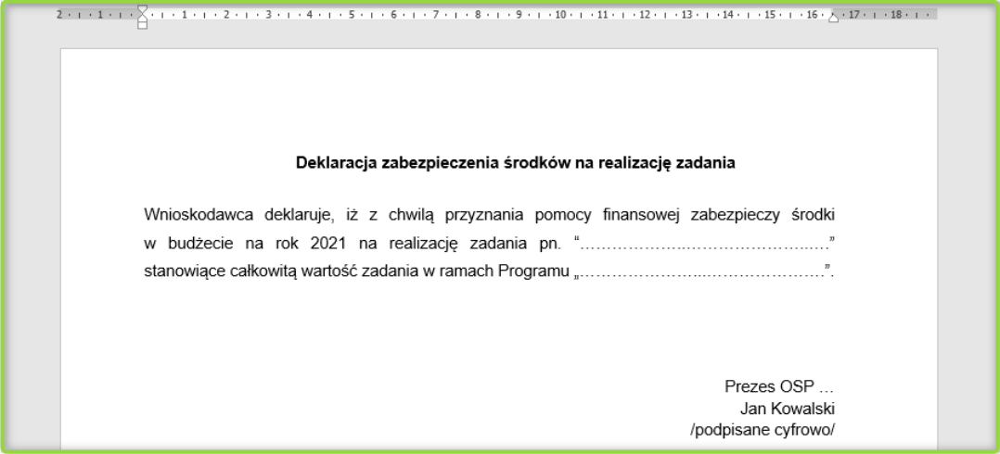 2 1 1 2 3 4 5 6 7 8 9 10 11 12 13 14 15 16 17 18
Deklaracja zabezpieczenia środków na realizację zadania
Wnioskodawca deklaruje, iż z chwilą przyznania pomocy finansowej zabezpieczy środki
w budżecie na rok 2021 na realizację zadania pn. “………………..…………………..….”
stanowiące całkowitą wartość zadania w ramach Programu „…………………..………………….”.
Prezes OSP …
Jan Kowalski
/podpisane cyfrowo/